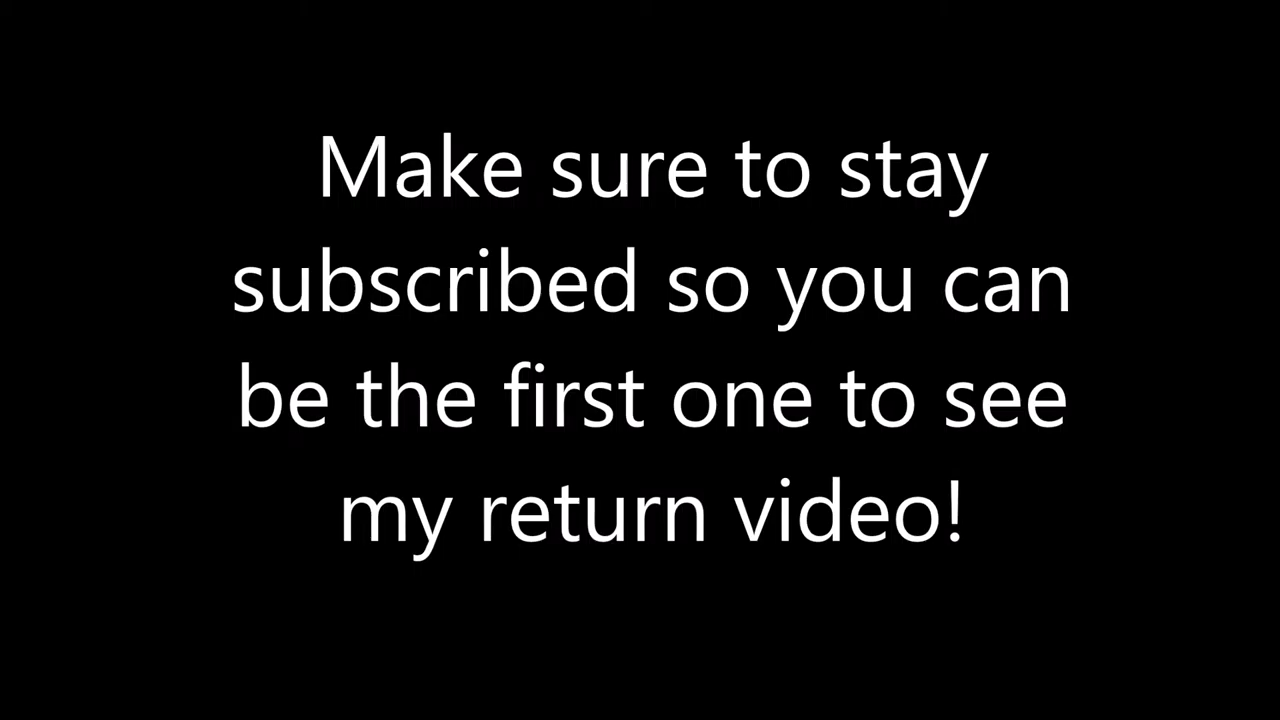 Make sure to stay
subscribed so you can
be the first one to see
my return video!